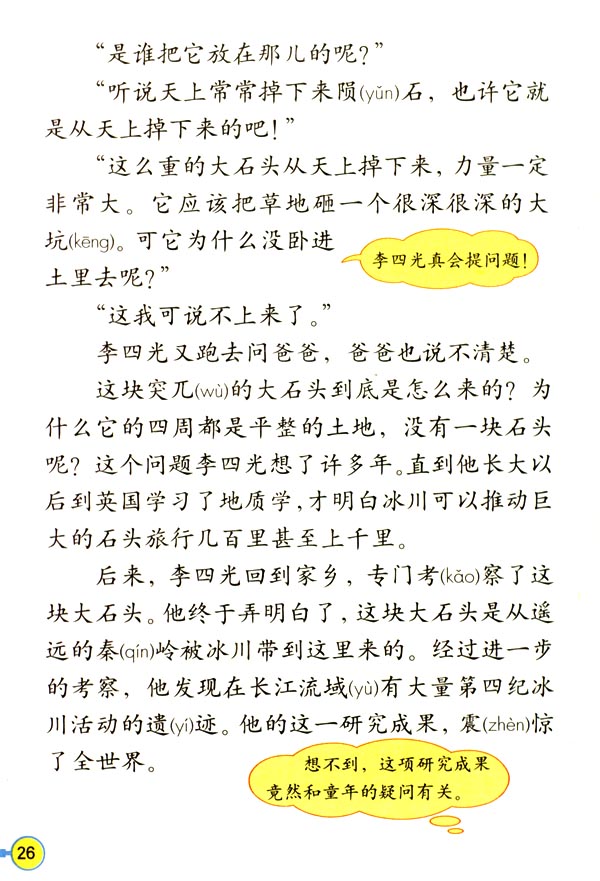 “是谁把它放在那儿的呢？”
“听说天上常常掉下来陨(yǔn)石，也许它就
是从天上掉下来的吧！”
“这么重的大石头从天上掉下来，力量一定
非常大。它应该把草地砸一个很深很深的大
坑(kēng)。可它为什么没卧进
土里去呢？”
李四光真会提问题！
“这我可说不上来了。”
李四光又跑去问爸爸，爸爸也说不清楚。
这块突兀(wù)的大石头到底是怎么来的？为
什么它的四周都是平整的土地，没有一块石头
呢？这个问题李四光想了许多年。直到他长大以
后到英国学习了地质学，才明白冰川可以推动巨
大的石头旅行几百里甚至上千里。
后来，李四光回到家乡，专门考(kǎo)察了这
块大石头。他终于弄明白了，这块大石头是从遥
远的秦(qín)岭被冰川带到这里来的。经过进一步
的考察，他发现在长江流域(yù)有大量第四纪冰
川活动的遗(yí)迹。他的这一研究成果，震(zhèn)惊
了全世界。
想不到，这项研究成果
竟然和童年的疑问有关。
26